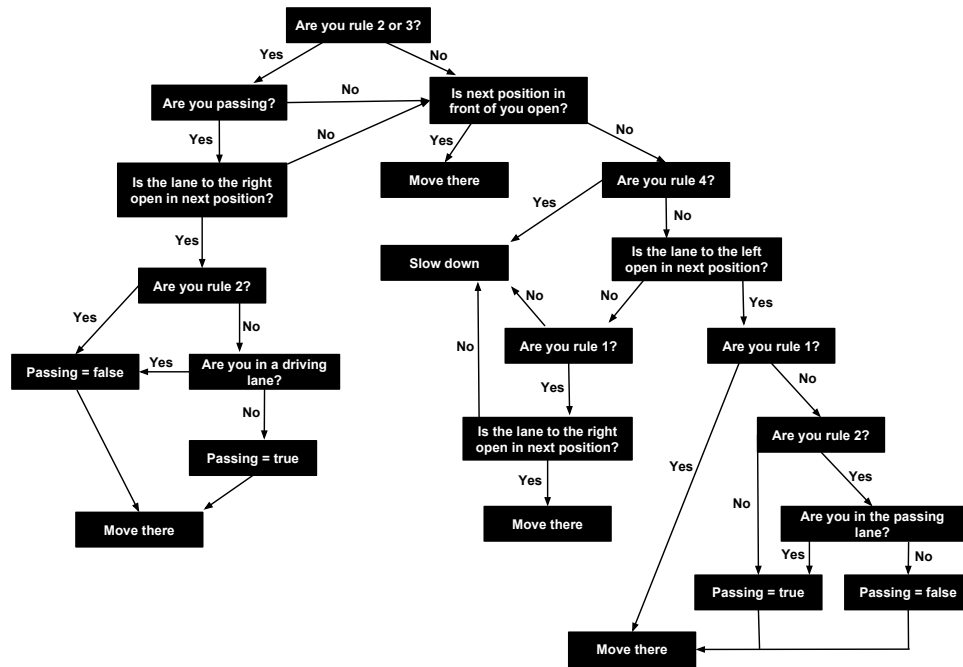 Are you rule 2 or 3?
Yes
No
Are you passing?
No
Is next position in
front of you open?
Yes
No
Yes
No
Is the lane to the right
open in next position?
Move there
Are you rule 4?
Yes
No
Yes
Slow down
Is the lane to the left
open in next position?
Are you rule 2?
No
No
Yes
Yes
No
Are you rule 1?
Are you rule 1?
Passing = false
Yes
Are you in a driving
lane?
No
Yes
No
No
Is the lane to the right
open in next position?
Are you rule 2?
Passing = true
Yes
Yes
Yes
No
Move there
Move there
Are you in the passing
lane?
Yes
No
Passing = true
Passing = false
Move there